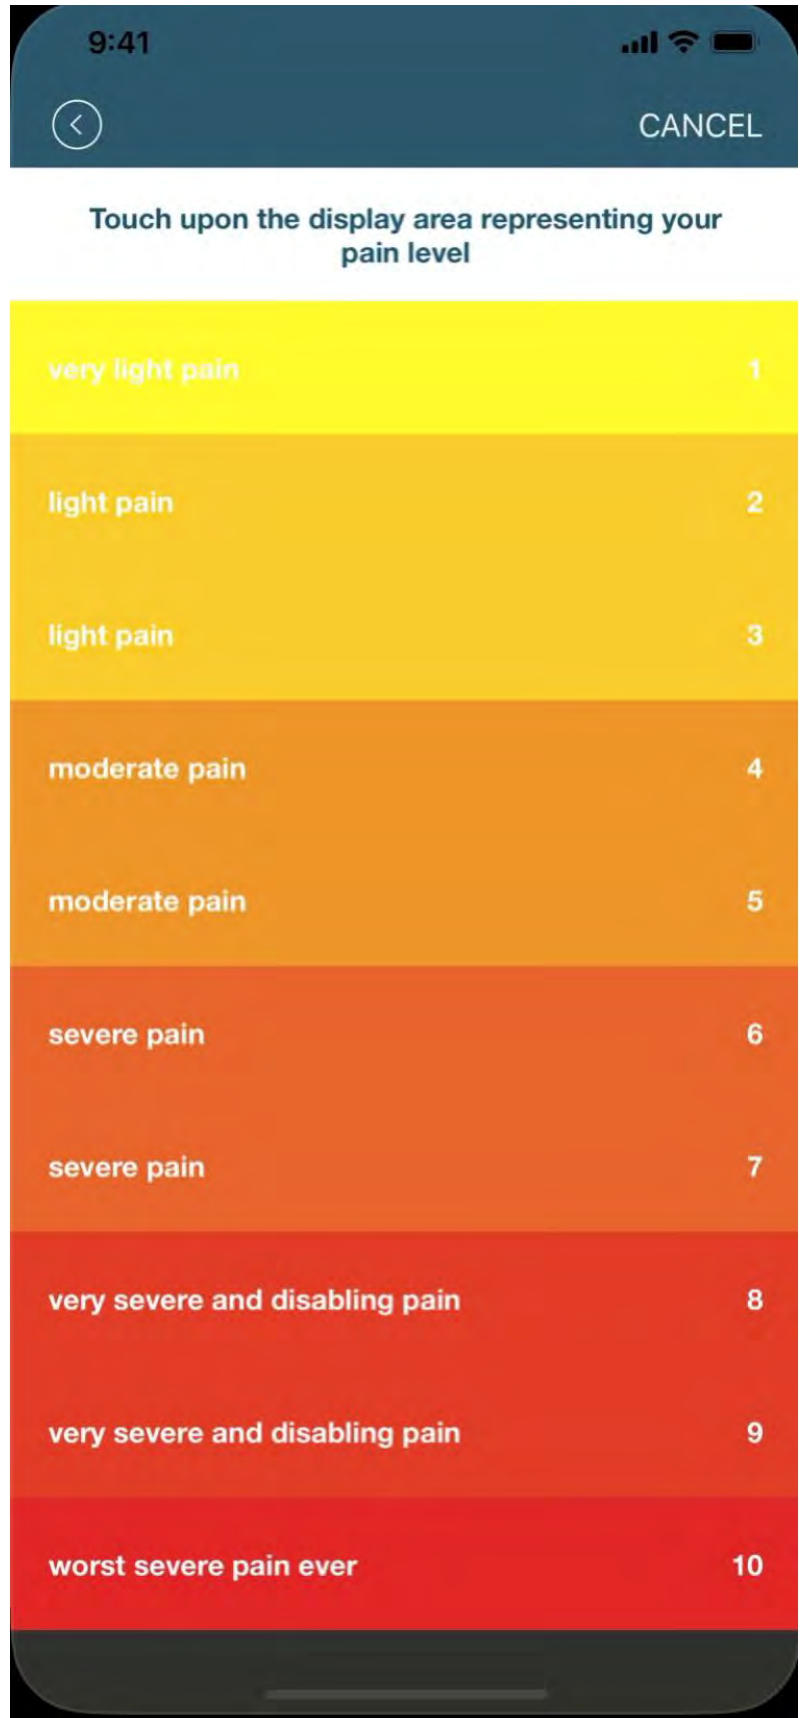 9:41
CANCEL
Touch upon the display area representing your
pain level
very light pain 1
light pain 2
light pain 3
moderate pain 4
moderate pain 5
severe pain 6
severe pain 7
very severe and disabling pain 8
very severe and disabling pain 9
worst severe pain ever 10